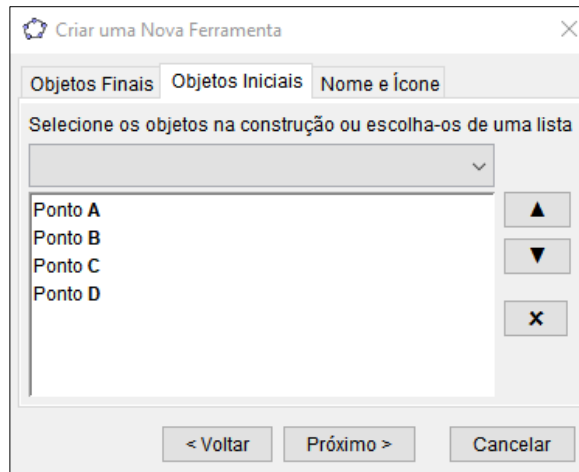 Criar uma Nova Ferramenta
Objetos Finais Objetos Iniciais Nome e Ícone
Selecione os objetos na construção ou escolha-os de uma lista
Ponto A
Ponto B
Ponto C
Ponto D
< Voltar Próximo > Cancelar